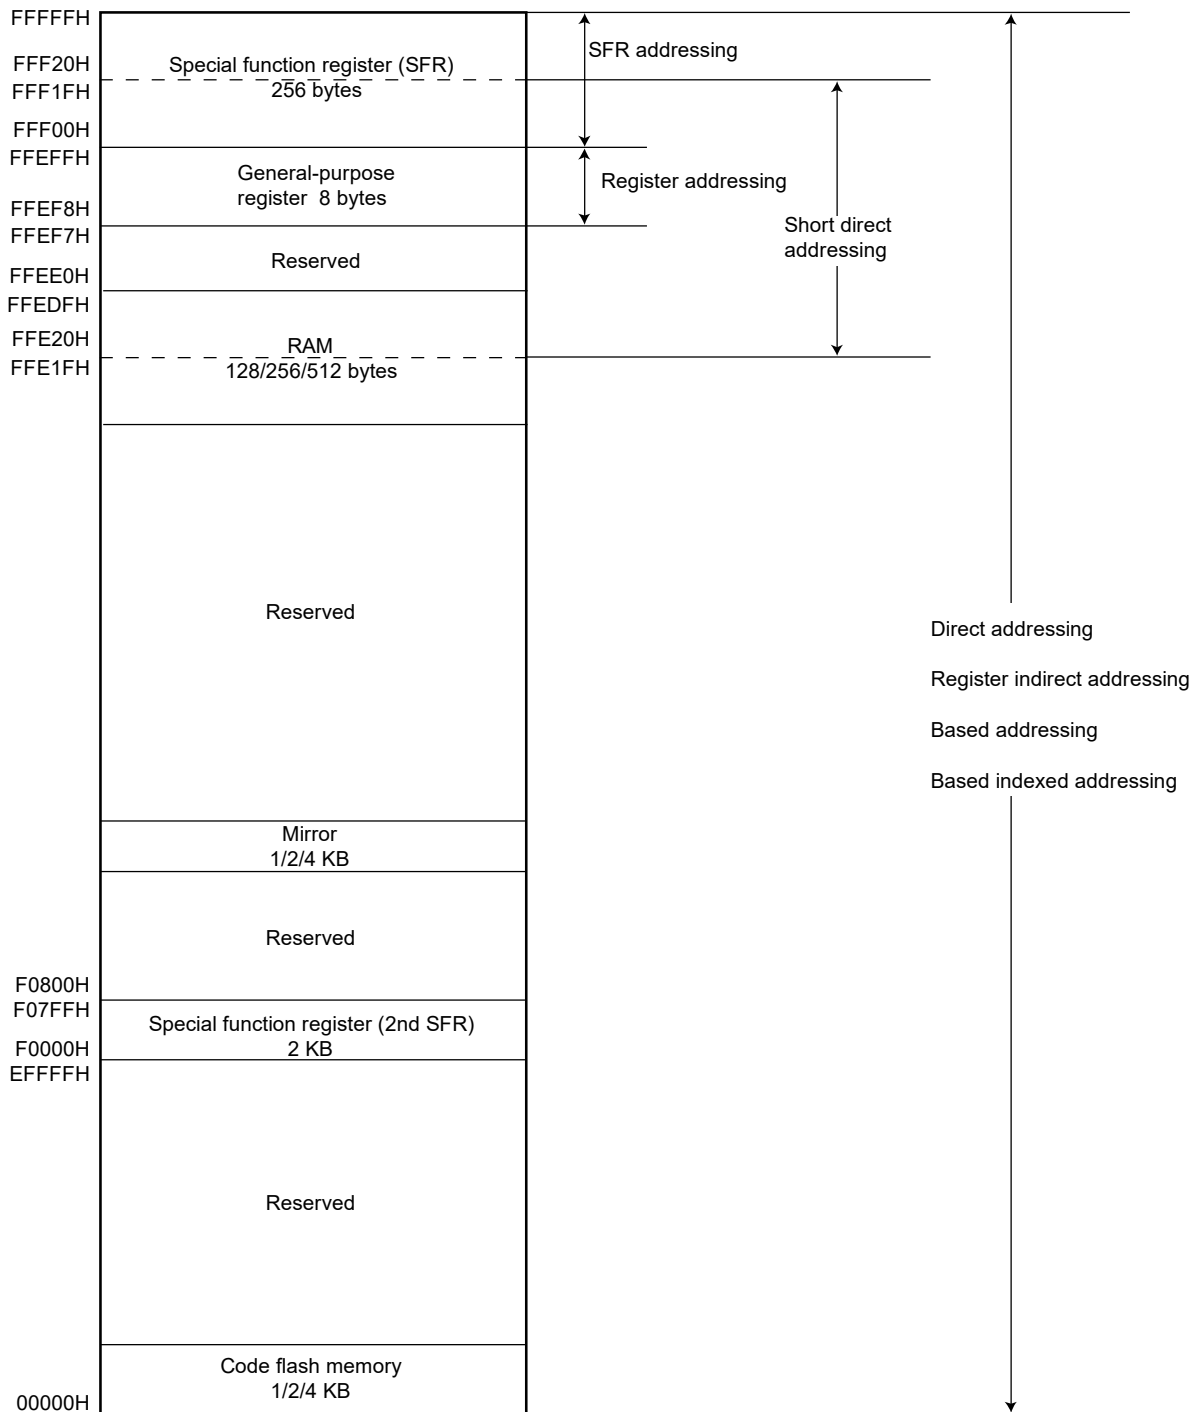 FFFFFH
SFR addressing
FFF20H
Special function register (SFR)
256 bytes
FFF1FH
FFF00H
FFEFFH
General-purpose
register 8 bytes
Register addressing
FFEF8H
FFEF7H
Short direct
addressing
Reserved
FFEE0H
FFEDFH
FFE20H
RAM
128/256/512 bytes
FFE1FH
Reserved
Direct addressing
Register indirect addressing
Based addressing
Based indexed addressing
Mirror
1/2/4 KB
Reserved
F0800H
F07FFH
Special function register (2nd SFR)
2 KB
F0000H
EFFFFH
Reserved
Code flash memory
1/2/4 KB
00000H